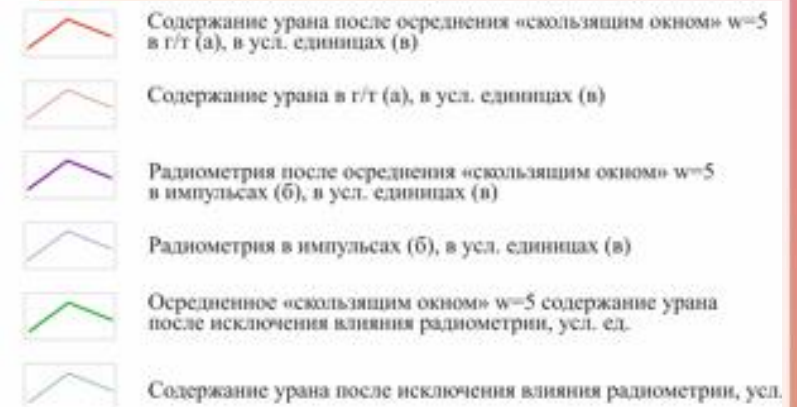 Содержание урана после осреднения «скользящим окном» w=5
в г/т (а), в усл. единицах (в)
Содержание урана в г/т (а), в усл. единицах (в)
Радиометрия после осреднения «скользящим окном» w=5
в импульсах (б), в усл. единицах (в)
Радиометрия в импульсах (б), в усл. единицах (в)
Осредненное «скользящим окном» w=5 содержание урана
после исключения влияния радиометрии, усл. ед.
Содержание урана после исключения влияния радиометрии, усл.